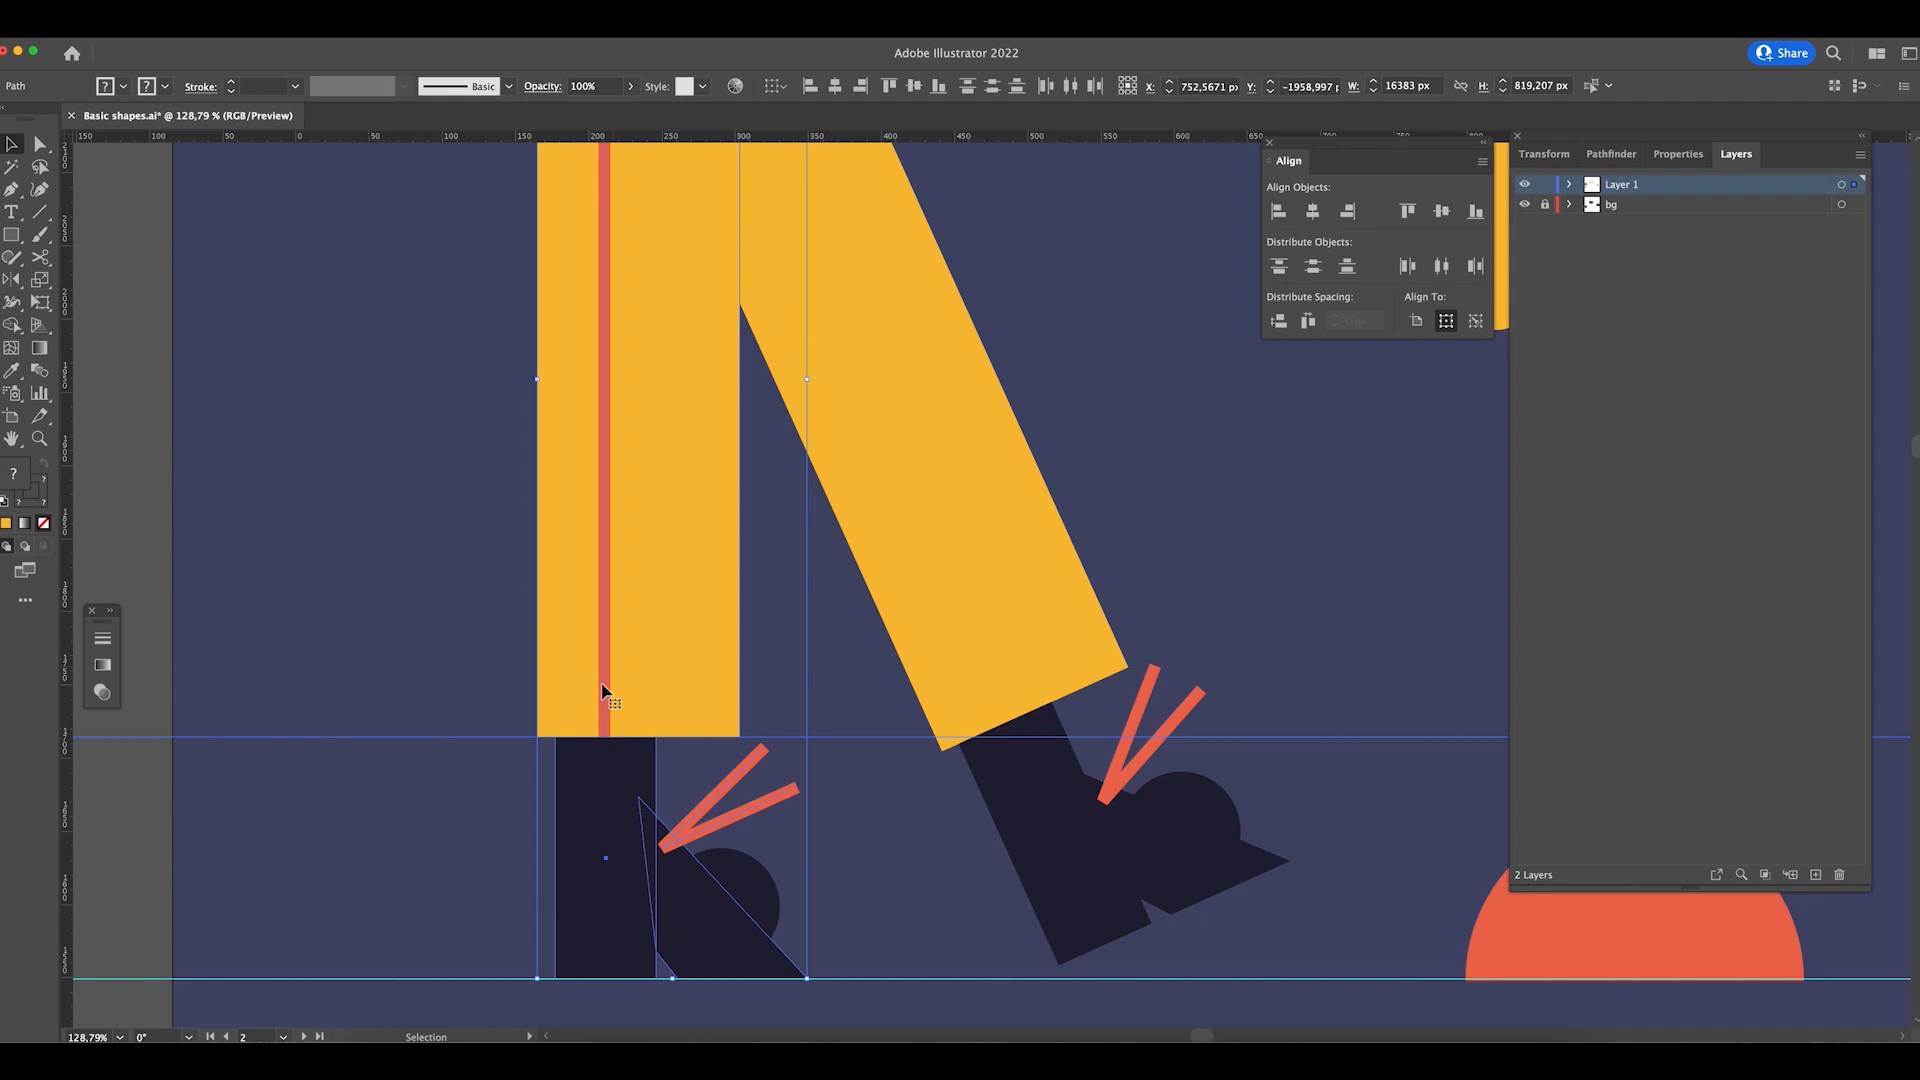 Adobe Illustrator 2022
Share
Path
?
?
Stroke:
Basic
Opacity:
100%
Style:
X:
752,5671 p
Y:
-1958,997
W:
16383 px
H:
819,207 px
Basic shapes.ai* @ 128,79 % (RGB/Preview)
150
100
50
0
50
100
150
200
250
300
350
400
450
500
550
600
650
Align
Align Objects:
Distribute Objects:
Distribute Spacing:
Align To:
0 px
Transform
Pathfinder
Properties
Layers
Layer 1
bg
2 Layers
?
128,79%
0°
2
Selection